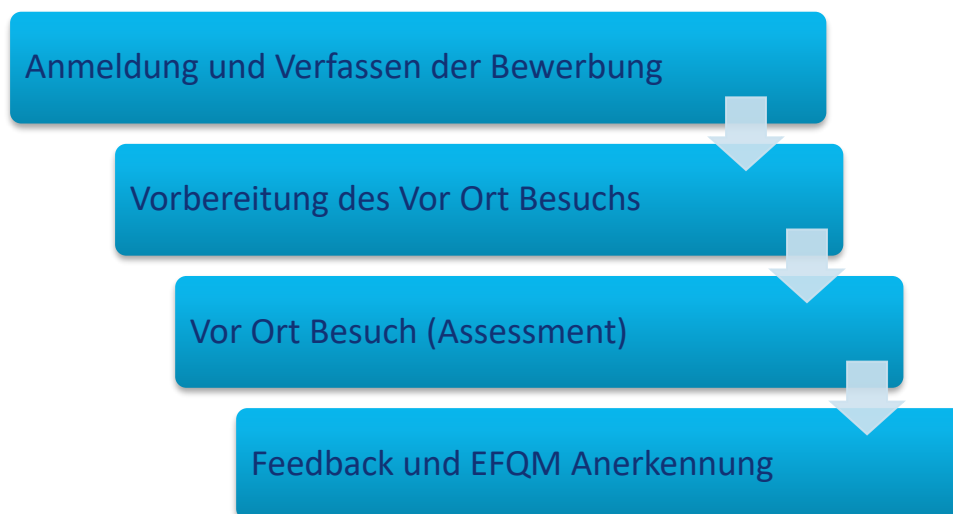 Anmeldung und Verfassen der Bewerbung
Vorbereitung des Vor Ort Besuchs
Vor Ort Besuch (Assessment)
Feedback und EFQM Anerkennung